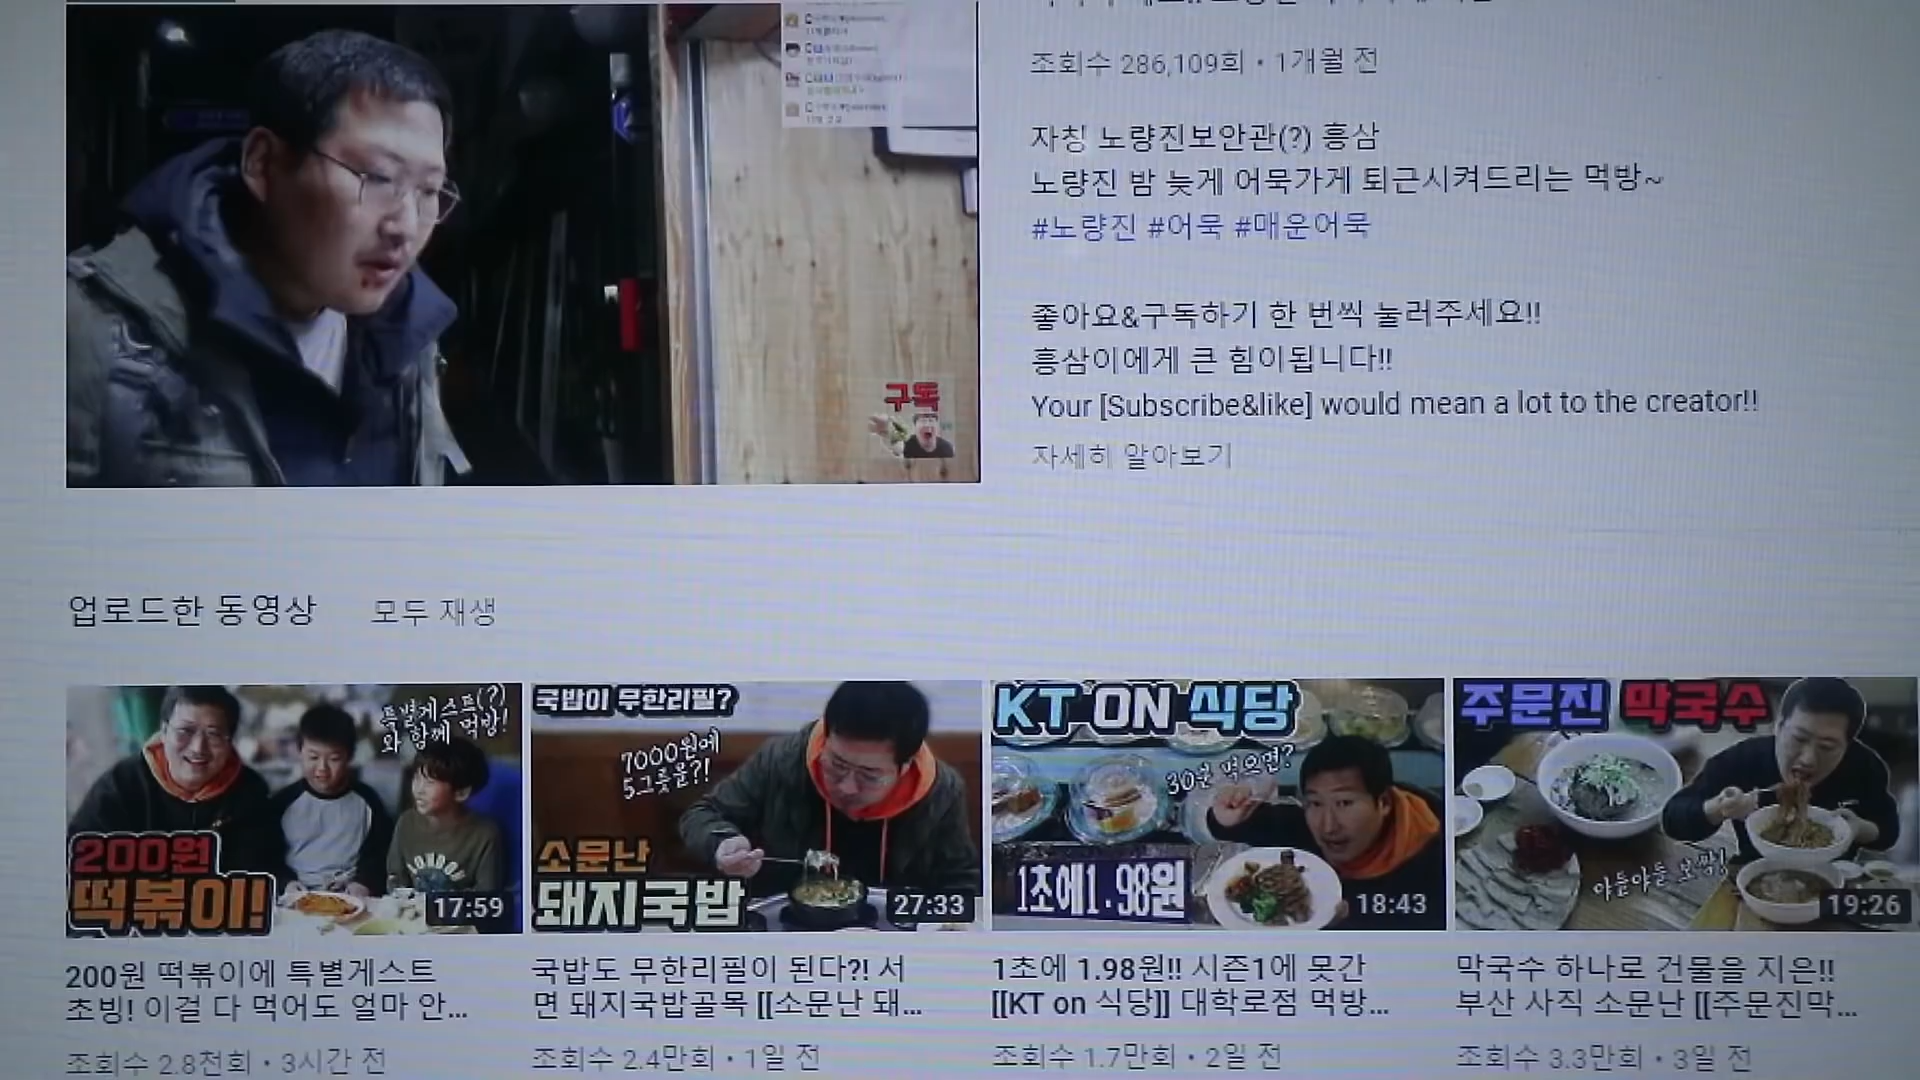 조회수 286,109회 • 1개월 전
자칭 노량진보안관(?) 흥삼
노량진 밤 늦게 어묵가게 퇴근시켜드리는 먹방~
#노량진 #어묵 #매운어묵
좋아요&구독하기 한 번씩 눌러주세요!!
흥삼이에게 큰 힘이됩니다!!
Your [Subscribe&like] would mean a lot to the creator!!
자세히 알아보기
구독
업로드한 동영상 모두 재생
특별게스트(?)
와 함께 먹방!
200원
떡볶이!
17:59
국밥이 무한리필?
7000원에
5그릇을?!
소문난
돼지국밥
27:33
KT ON 식당
30분 먹으면?
1초에1.98원
18:43
주문진 막국수
야들야들 보쌈!
19:26
200원 떡볶이에 특별게스트
초빙! 이걸 다 먹어도 얼마 안...
조회수 2.8천회 • 3시간 전
국밥도 무한리필이 된다?! 서
면 돼지국밥골목 [[소문난 돼...
조회수 2.4만회 • 1일 전
1초에 1.98원!! 시즌1에 못간
[[KT on 식당]] 대학로점 먹방...
조회수 1.7만회 • 2일 전
막국수 하나로 건물을 지은!!
부산 사직 소문난 [[주문진막...
조회수 3.3만회 • 3일 전